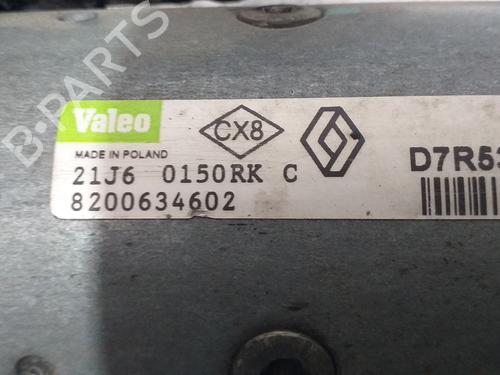 B-PARTS
Valeo
CX8
MADE IN POLAND
21J6 0150RK C
8200634602
D7R53